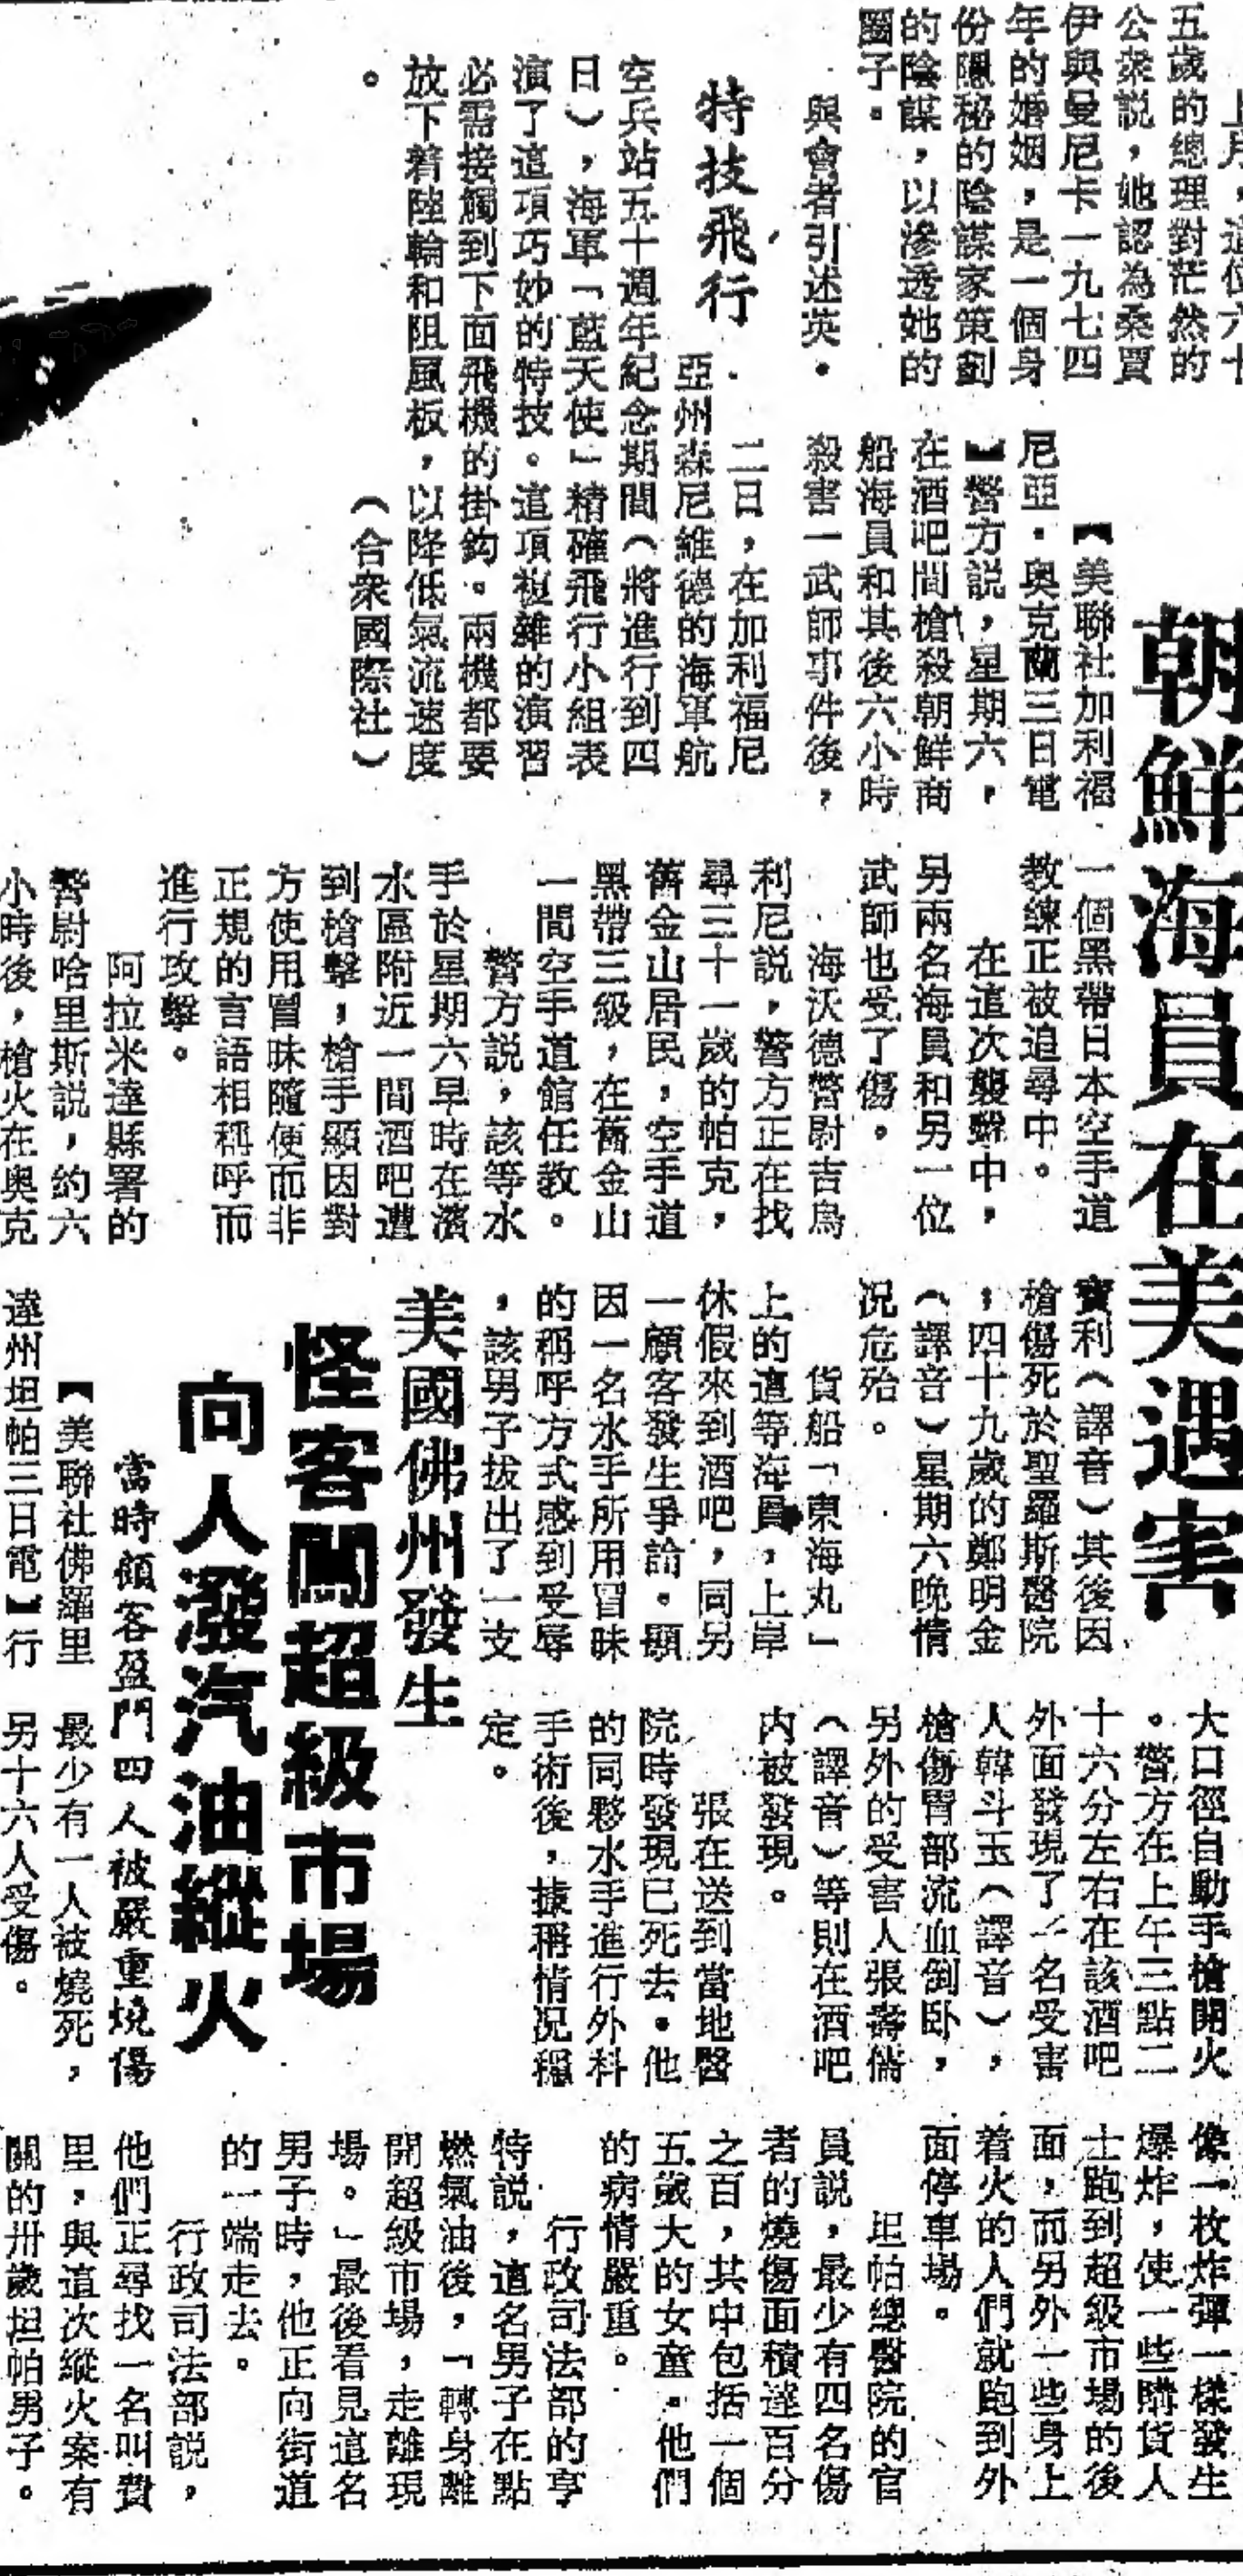 上月，這位六十
五歲的總理對茫然的
公衆説，她認為桑賈
伊與曼尼卡一九七四
年的婚姻，是一個身
份隱秘的陰謀家策劃
的陰謀，以滲透她的
圈子。
與會者引述英·
特技飛行
二日，在加利福尼
亞州森尼維德的海軍航
空兵站五十週年紀念期間（將進行到四
日），海軍「藍天使」精確飛行小組表
演了這項巧妙的特技。這項複雜的演習
必需接觸到下面飛機的掛鈎。兩機都要
放下着陸輪和阻風板，以降低氣流速度
。
（合衆國際社）
朝鮮海員在美遇害
【美聯社加利福
尼亞·奥克蘭三日電
】警方説，星期六，
在酒吧間槍殺朝鮮商
船海員和其後六小時
殺害一武師事件後，
一個黑帶日本空手道
教練正被追尋中。
在這次襲擊中，
另兩名海員和另一位
武師也受了傷。
海沃德警尉吉烏
利尼説，警方正在找
尋三十一歲的帕克，
舊金山居民，空手道
黑帶三級，在舊金山
一間空手道館任教。
警方説，該等水
手於星期六早時在濱
水區附近一間酒吧遭
到槍擊，槍手顯因對
方使用冒昧隨便而非
正規的言語相稱呼而
進行攻擊。
阿拉米達縣署的
警尉哈里斯説，約六
小時後，槍火在奥克
寶利（譯音）其後因
槍傷死於聖羅斯醫院
，四十九歲的鄭明金
（譯音）星期六晚情
況危殆。
貨船「東海丸」
上的這等海員，上岸
休假來到酒吧，同另
一顧客發生爭論。顯
因一名水手所用冒昧
的稱呼方式感到受辱
，該男子拔出了一支
大口徑自動手槍開火
。警方在上午三點二
十六分左右在該酒吧
外面發現了一名受害
人韓斗玉（譯音），
槍傷胃部流血倒卧，
另外的受害人張壽儒
（譯音）等則在酒吧
内被發現。
張在送到當地醫
院時發現已死去。他
的同夥水手進行外科
手術後，據稱情況穩
定。
美國佛州發生
怪客闖超級市場
向人潑汽油縱火
當時顧客盈門四人被嚴重燒傷
【美聯社佛羅里
達州坦帕三日電】行
最少有一人被燒死，
另十六人受傷。
像一枚炸彈一樣發生
爆炸，使一些購貨人
士跑到超級市場的後
面，而另外一些身上
着火的人們就跑到外
面停車場。
坦帕總醫院的官
員説，最少有四名傷
者的燒傷面積達百分
之百，其中包括一個
五歲大的女童。他們
的病情嚴重。
行政司法部的亨
特説，這名男子在點
燃氣油後，「轉身離
開超級市場，走離現
場。」最後看見這名
男子時，他正向街道
的一端走去。
行政司法部説，
他們正尋找一名叫費
里，與這次縱火案有
關的卅歲坦帕男子。